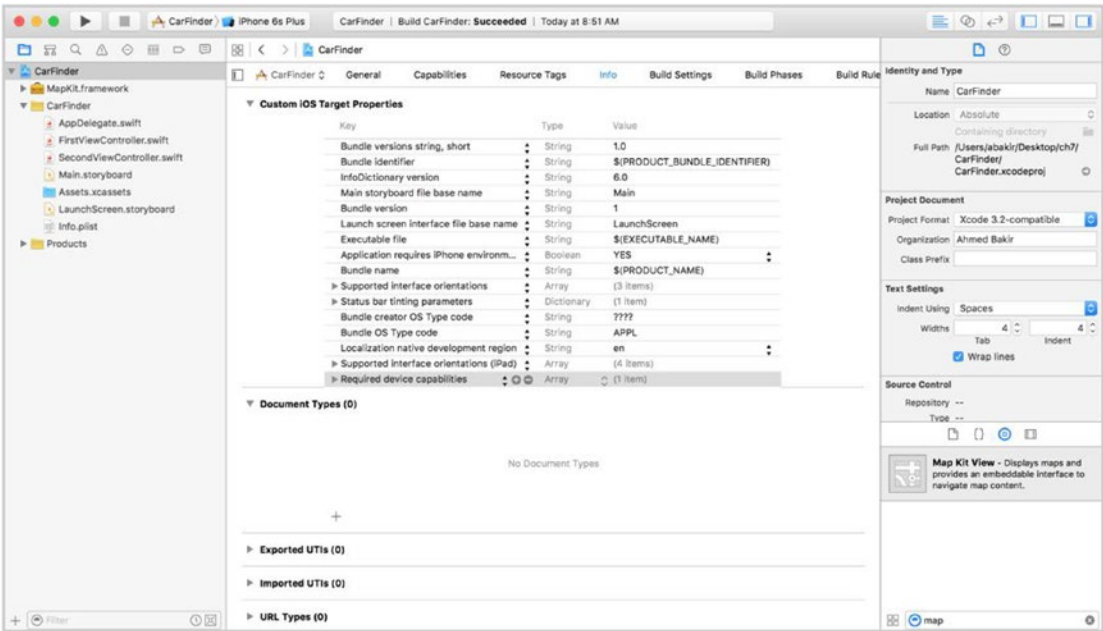 CarFinder
iPhone 6s Plus
CarFinder | Build CarFinder: Succeeded | Today at 8:51 AM
CarFinder
MapKit.framework
CarFinder
AppDelegate.swift
FirstViewController.swift
SecondViewController.swift
Main.storyboard
Assets.xcassets
LaunchScreen.storyboard
Info.plist
Products
Filter
CarFinder
CarFinder General Capabilities Resource Tags Info Build Settings Build Phases Build Rule
Custom iOS Target Properties
Key Type Value
Bundle versions string, short String 1.0
Bundle identifier String $(PRODUCT_BUNDLE_IDENTIFIER)
InfoDictionary version String 6.0
Main storyboard file base name String Main
Bundle version String 1
Launch screen interface file base name String LaunchScreen
Executable file String $(EXECUTABLE_NAME)
Application requires iPhone environm... Boolean YES
Bundle name String $(PRODUCT_NAME)
Supported interface orientations Array (3 items)
Status bar tinting parameters Dictionary (1 item)
Bundle creator OS Type code String ????
Bundle OS Type code String APPL
Localization native development region String en
Supported interface orientations (iPad) Array (4 items)
Required device capabilities Array (1 item)
Document Types (0)
No Document Types
Exported UTIs (0)
Imported UTIs (0)
URL Types (0)
Identity and Type
Name CarFinder
Location Absolute
Containing directory
Full Path /Users/abakir/Desktop/ch7/
CarFinder/
CarFinder.xcodeproj
Project Document
Project Format Xcode 3.2-compatible
Organization Ahmed Bakir
Class Prefix
Text Settings
Indent Using Spaces
Widths 4 4
Tab Indent
Wrap lines
Source Control
Repository --
Type --
Map Kit View - Displays maps and
provides an embeddable interface to
navigate map content.
map